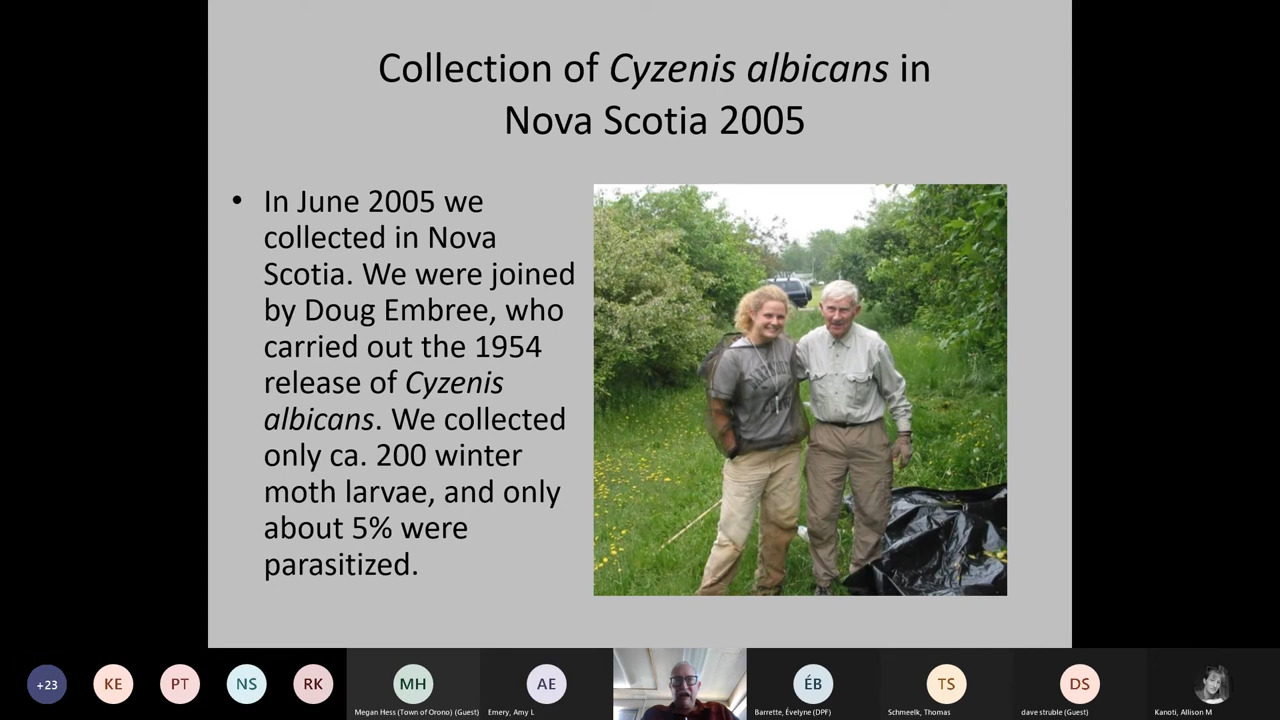 Collection of Cyzenis albicans in
Nova Scotia 2005
• In June 2005 we
collected in Nova
Scotia. We were joined
by Doug Embree, who
carried out the 1954
release of Cyzenis
albicans. We collected
only ca. 200 winter
moth larvae, and only
about 5% were
parasitized.
+23
KE
PT
NS
RK
MH
AE
ÉB
TS
DS
Megan Hess (Town of Orono) (Guest)
Emery, Amy L
Barrette, Évelyne (DPF)
Schmeelk, Thomas
dave struble (Guest)
Kanoti, Allison M